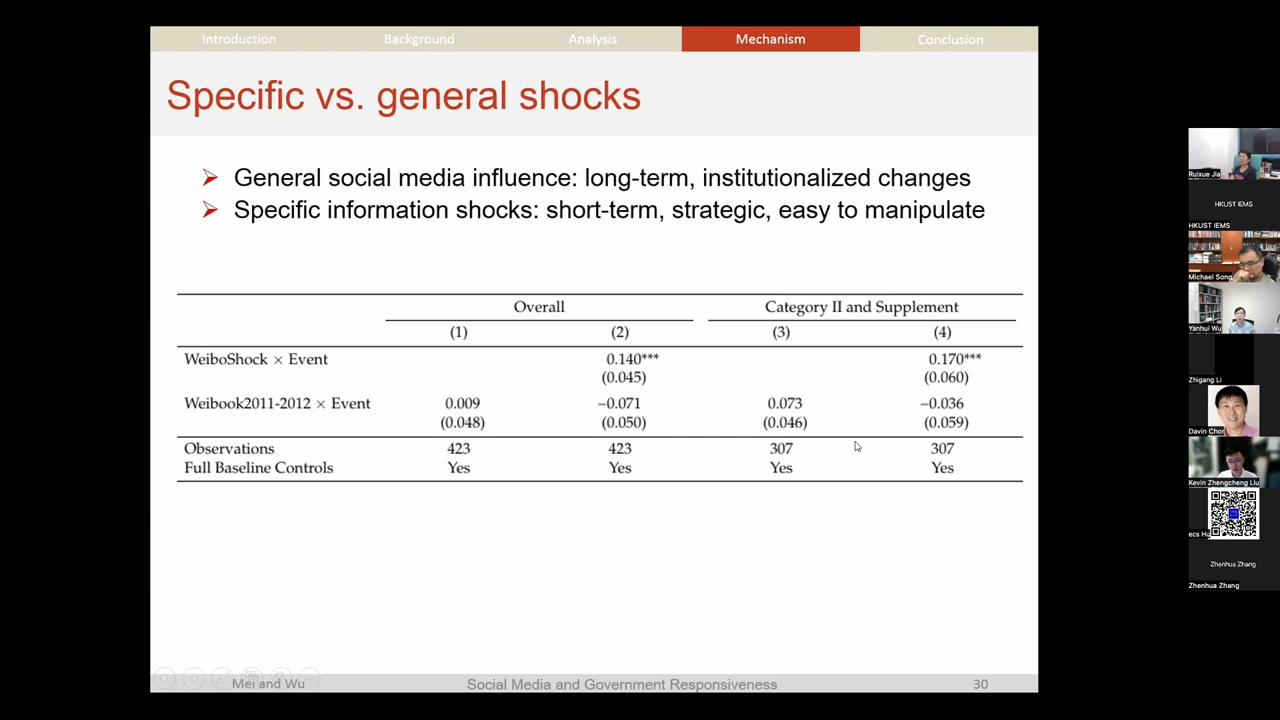 Introduction Background Analysis Mechanism Conclusion
Specific vs. general shocks
General social media influence: long-term, institutionalized changes
Specific information shocks: short-term, strategic, easy to manipulate
Overall Category II and Supplement
(1) (2) (3) (4)
WeiboShock × Event 0.140*** 0.170***
(0.045) (0.060)
Weibook2011-2012 × Event 0.009 −0.071 0.073 −0.036
(0.048) (0.050) (0.046) (0.059)
Observations 423 423 307 307
Full Baseline Controls Yes Yes Yes Yes
Mei and Wu Social Media and Government Responsiveness 30
Ruixue Jia
HKUST IEMS
HKUST IEMS
Michael Song
Yanhui Wu
Zhigang Li
Davin Chor
Kevin Zhengcheng Liu
Zhenhua Zhang
Zhenhua Zhang